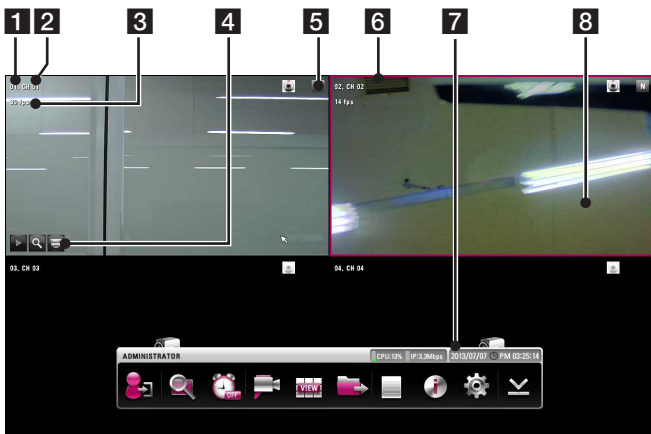 1 2 3 4 5 6 7 8
01, CH 01
30 fps
02, CH 02
14 fps
N
03, CH 03
04, CH 04
ADMINISTRATOR
CPU:13% IP:3.3Mbps 2013/07/07 PM 03:25:14
OFF
VIEW